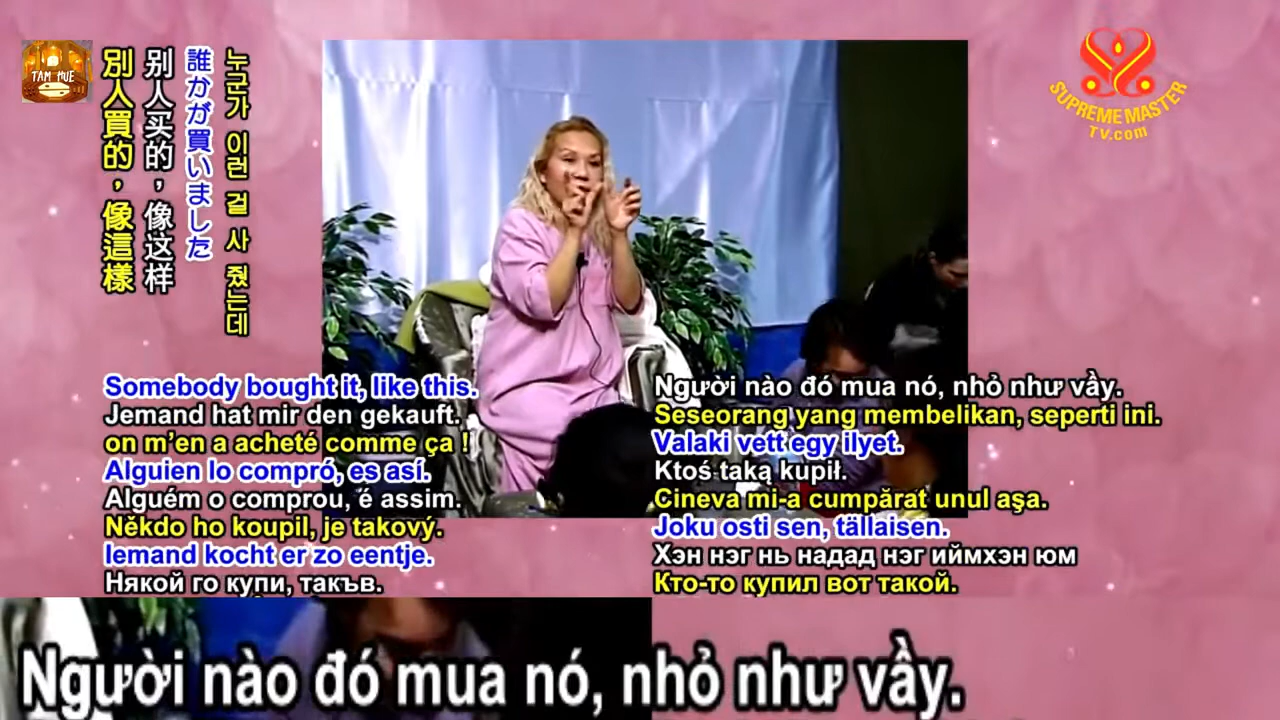 TAM HUE
別人買的，像這樣
别人买的，像这样
誰かが買いました
누군가 이런 걸 사 줬는데
SUPREME MASTER
TV.com
Somebody bought it, like this.
Jemand hat mir den gekauft.
on m’en a acheté comme ça !
Alguien lo compró, es así.
Alguém o comprou, é assim.
Někdo ho koupil, je takový.
Iemand kocht er zo eentje.
Някой го купи, такъв.
Người nào đó mua nó, nhỏ như vầy.
Seseorang yang membelikan, seperti ini.
Valaki vett egy ilyet.
Ktoś taką kupił.
Cineva mi-a cumpărat unul aşa.
Joku osti sen, tällaisen.
Хэн нэг нь надад нэг иймхэн юм
Кто-то купил вот такой.
Người nào đó mua nó, nhỏ như vầy.